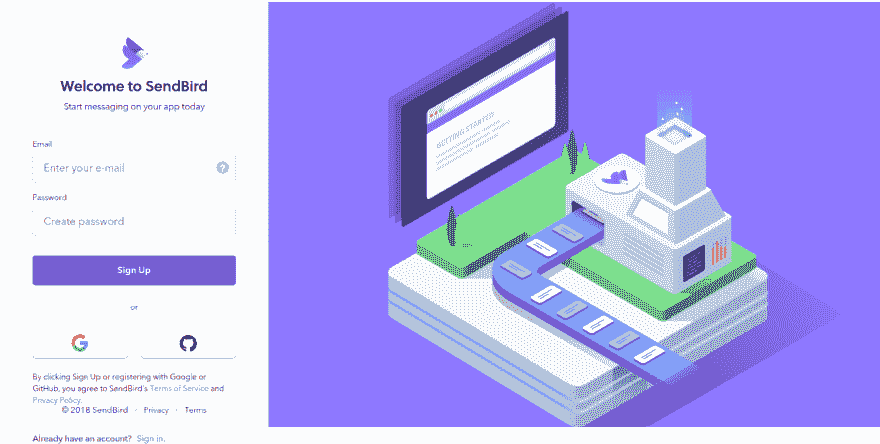 Welcome to SendBird
Start messaging on your app today
Email
Enter your e-mail
?
Password
Create password
Sign Up
or
By clicking Sign Up or registering with Google or
GitHub, you agree to SendBird's Terms of Service and
Privacy Policy.
© 2018 SendBird · Privacy · Terms
Already have an account? Sign in.
GETTING STARTED